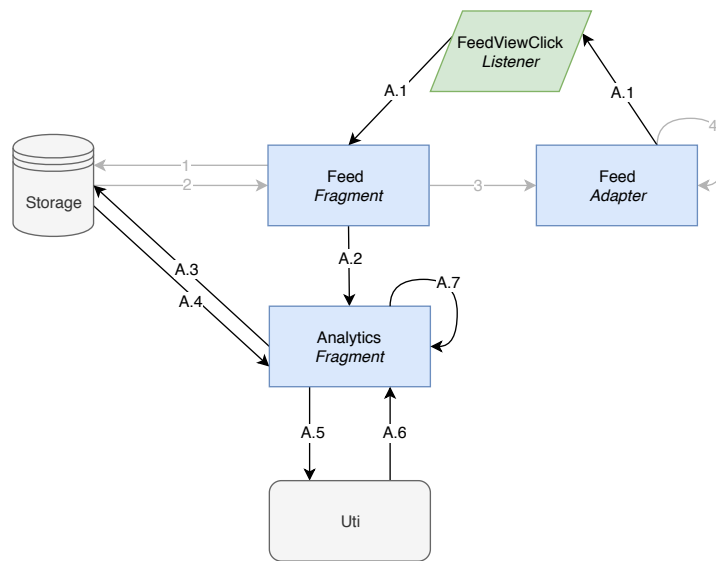 FeedViewClick
Listener
A.1
A.1
4
1
Feed
Fragment
Feed
Adapter
2
3
Storage
A.2
A.3
A.7
A.4
Analytics
Fragment
A.5
A.6
Uti